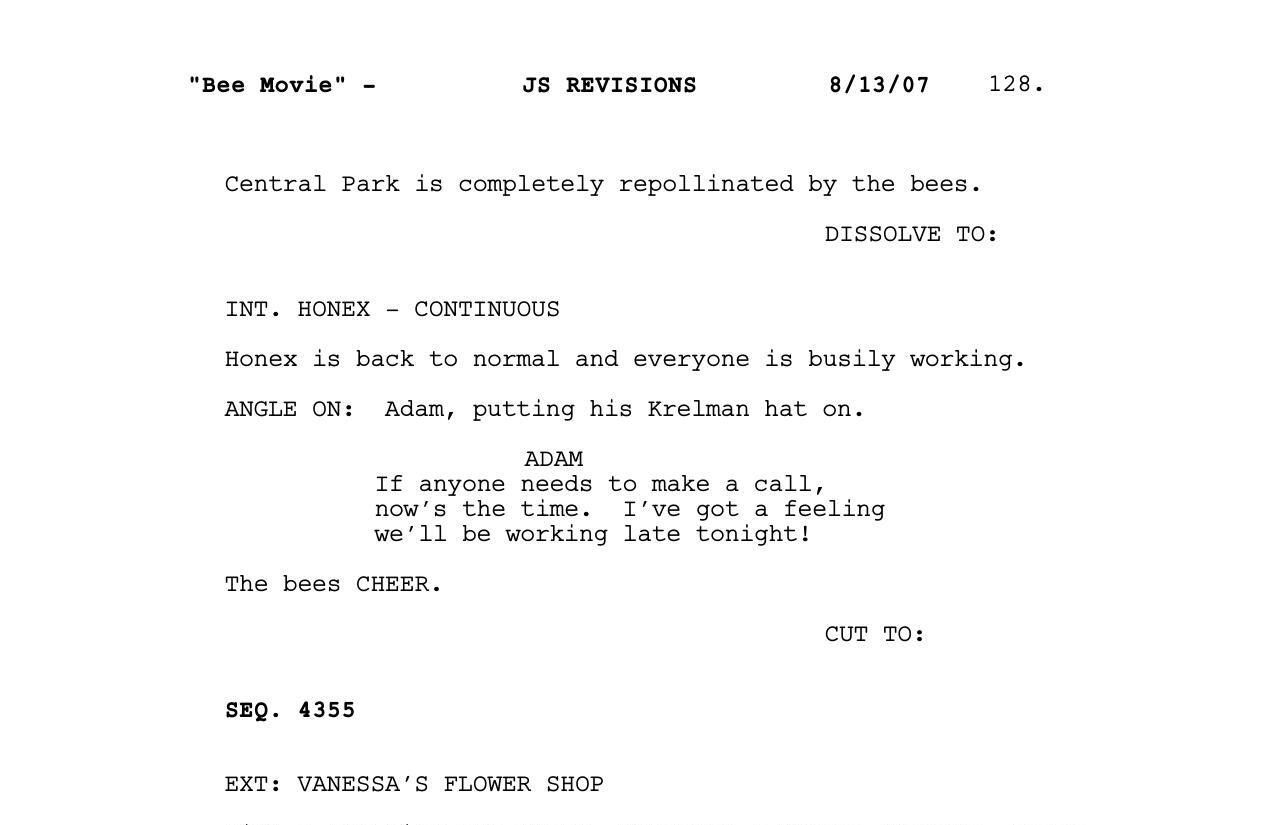 "Bee Movie" - JS REVISIONS 8/13/07 128.
Central Park is completely repollinated by the bees.
DISSOLVE TO:
INT. HONEX - CONTINUOUS
Honex is back to normal and everyone is busily working.
ANGLE ON:  Adam, putting his Krelman hat on.
ADAM
If anyone needs to make a call,
now's the time.  I've got a feeling
we'll be working late tonight!
The bees CHEER.
CUT TO:
SEQ. 4355
EXT: VANESSA'S FLOWER SHOP